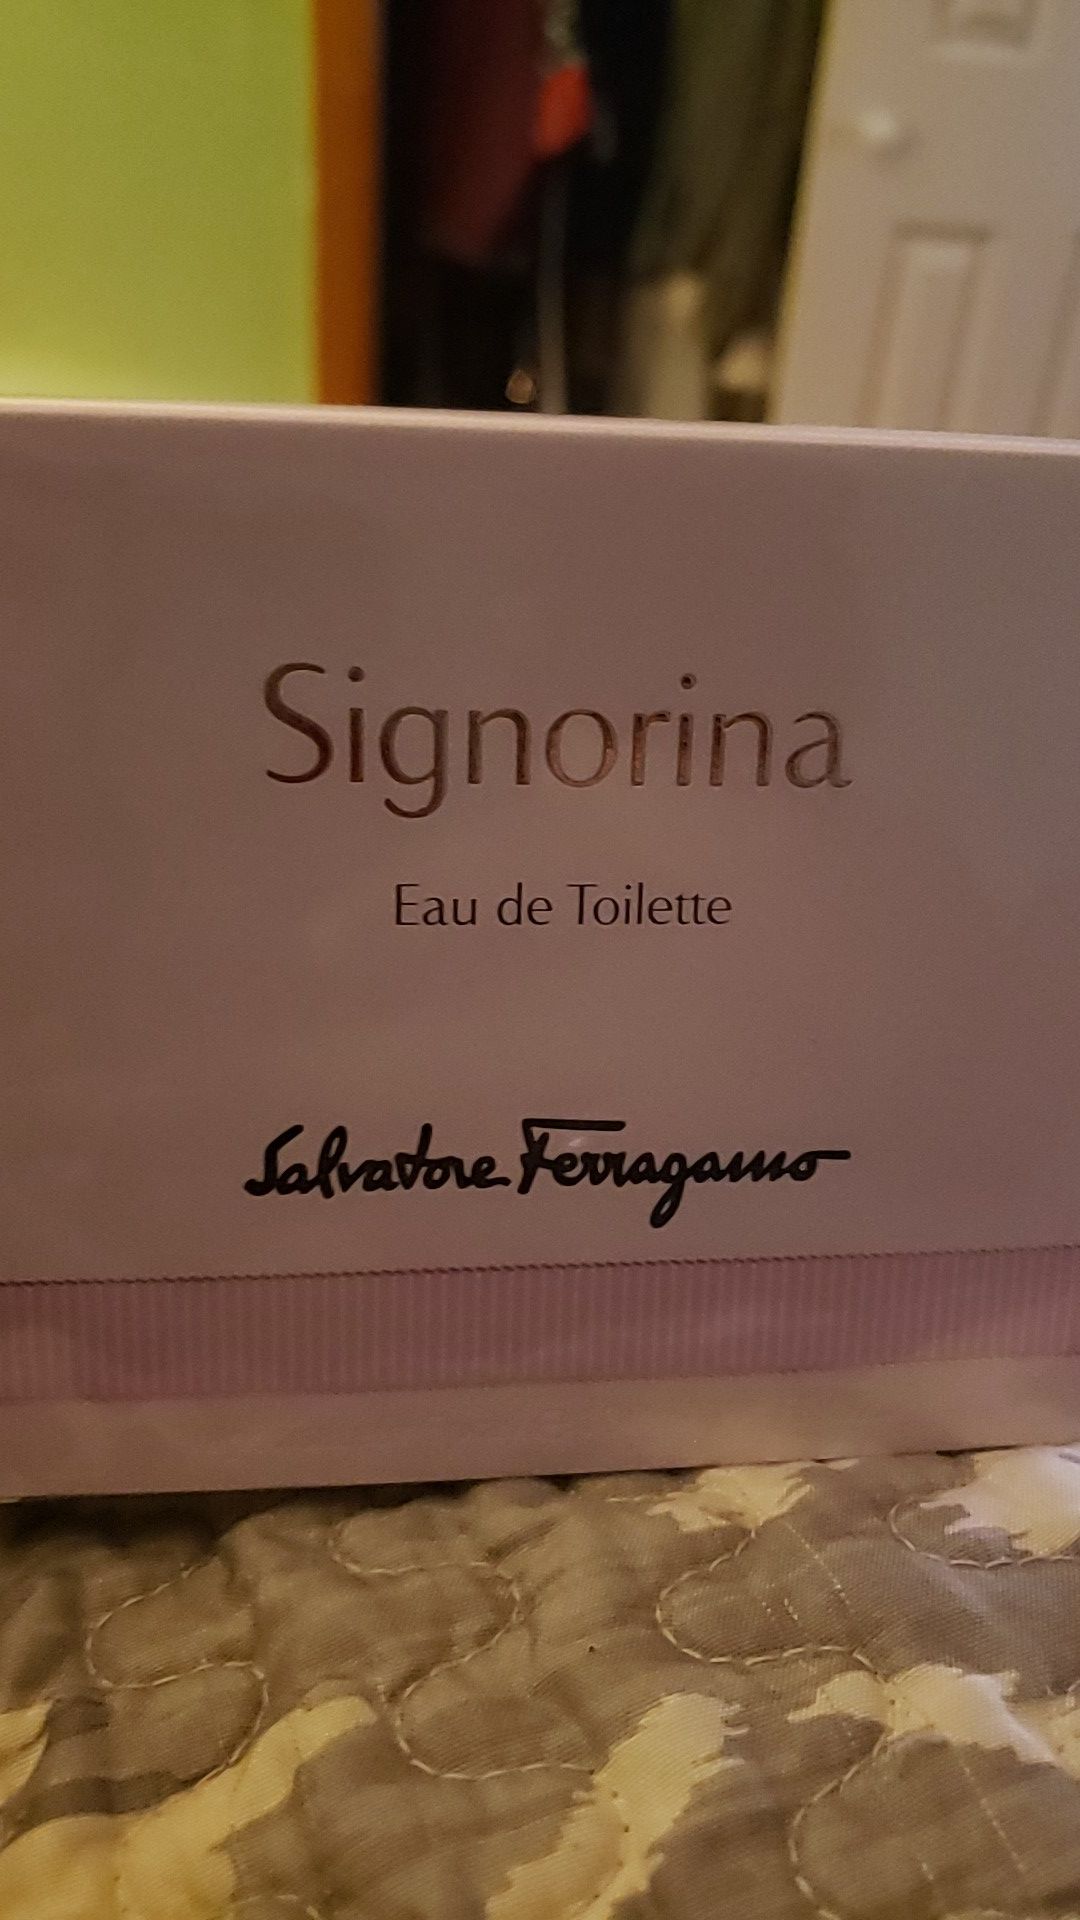 Signorina
Eau de Toilette
Salvatore Ferragamo